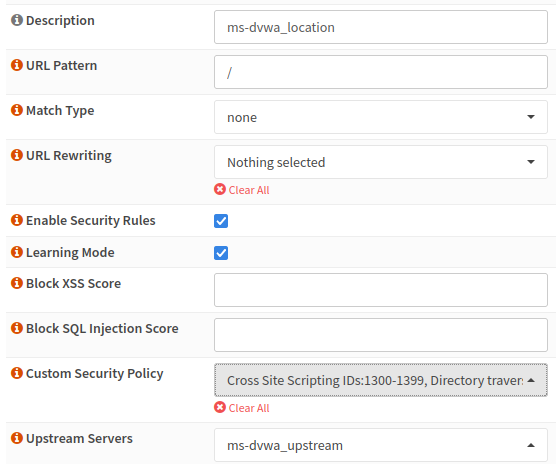 Description ms-dvwa_location
URL Pattern /
Match Type none
URL Rewriting Nothing selected
Clear All
Enable Security Rules
Learning Mode
Block XSS Score
Block SQL Injection Score
Custom Security Policy Cross Site Scripting IDs:1300-1399, Directory traver
Clear All
Upstream Servers ms-dvwa_upstream